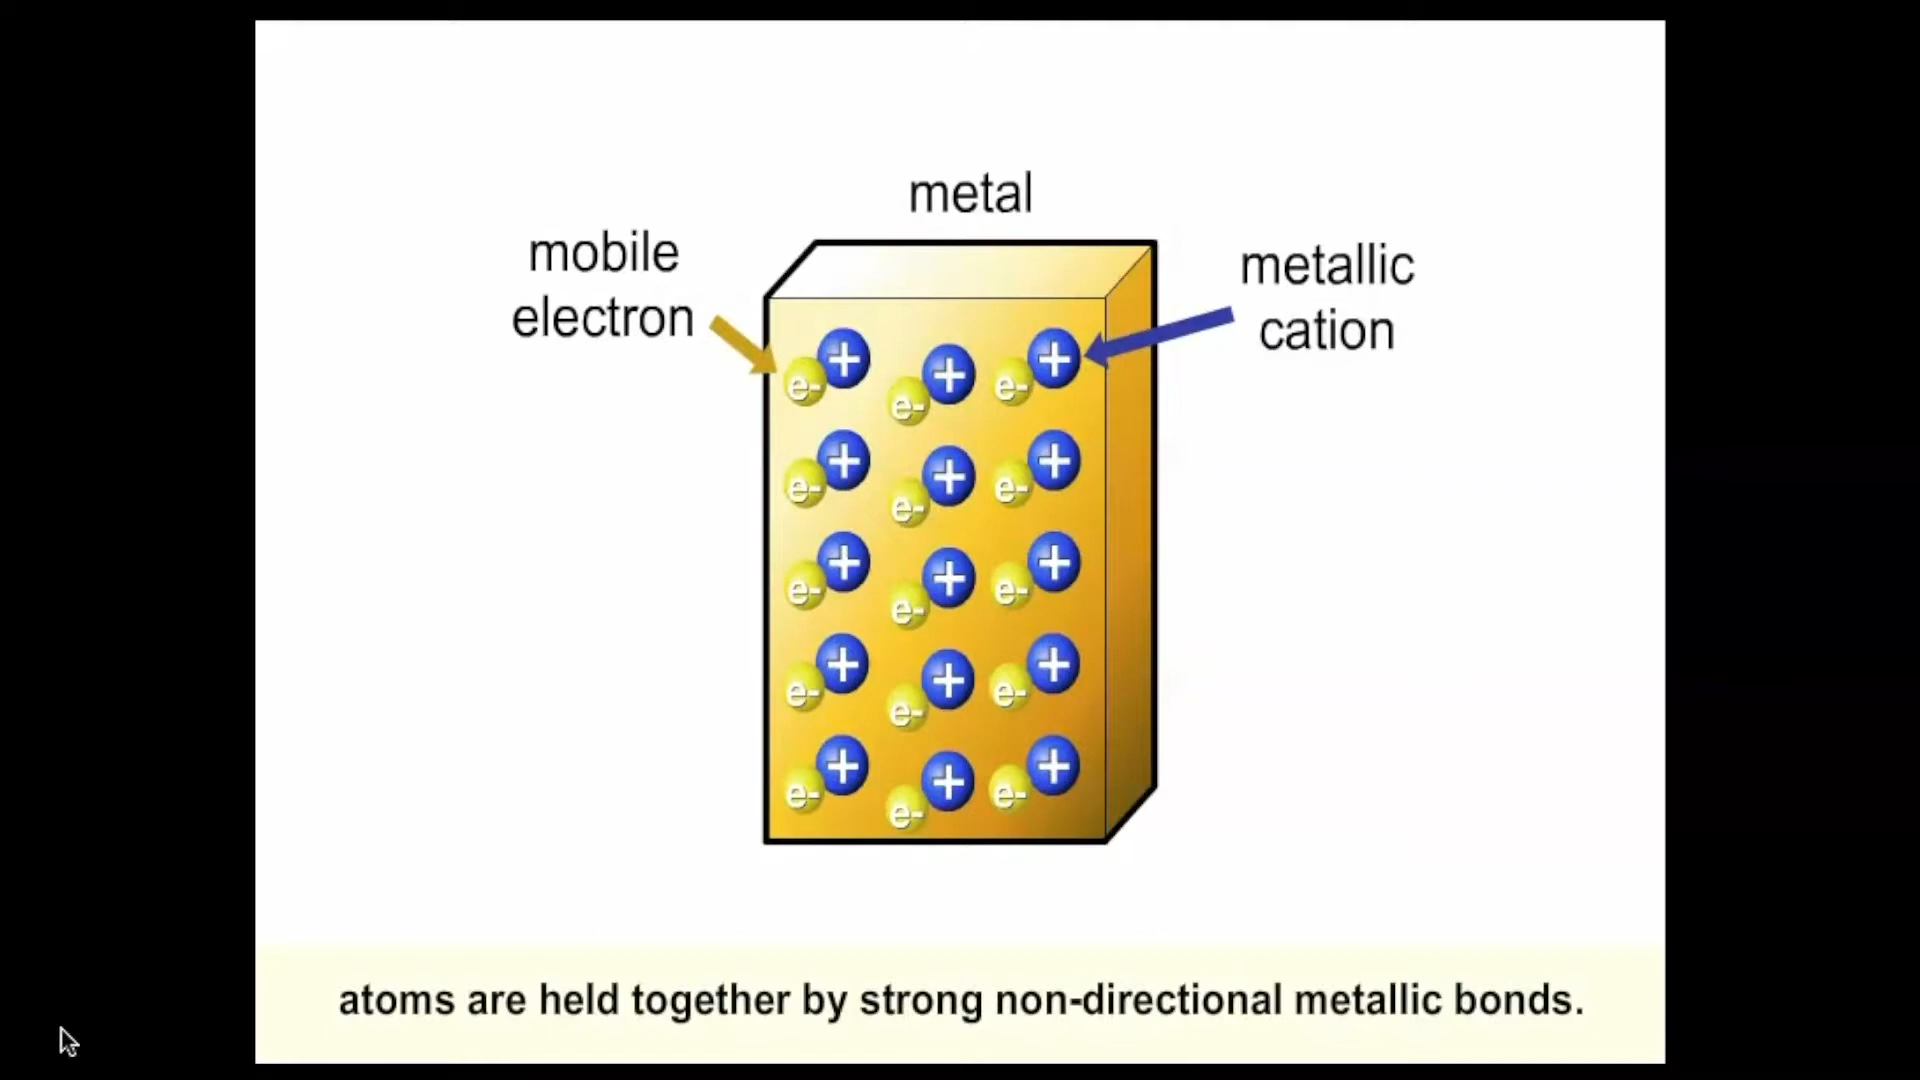 metal
mobile
electron
metallic
cation
+
+
+
e-
e-
e-
+
+
+
e-
e-
e-
+
+
+
e-
e-
e-
+
+
+
e-
e-
e-
+
+
+
e-
e-
e-
atoms are held together by strong non-directional metallic bonds.